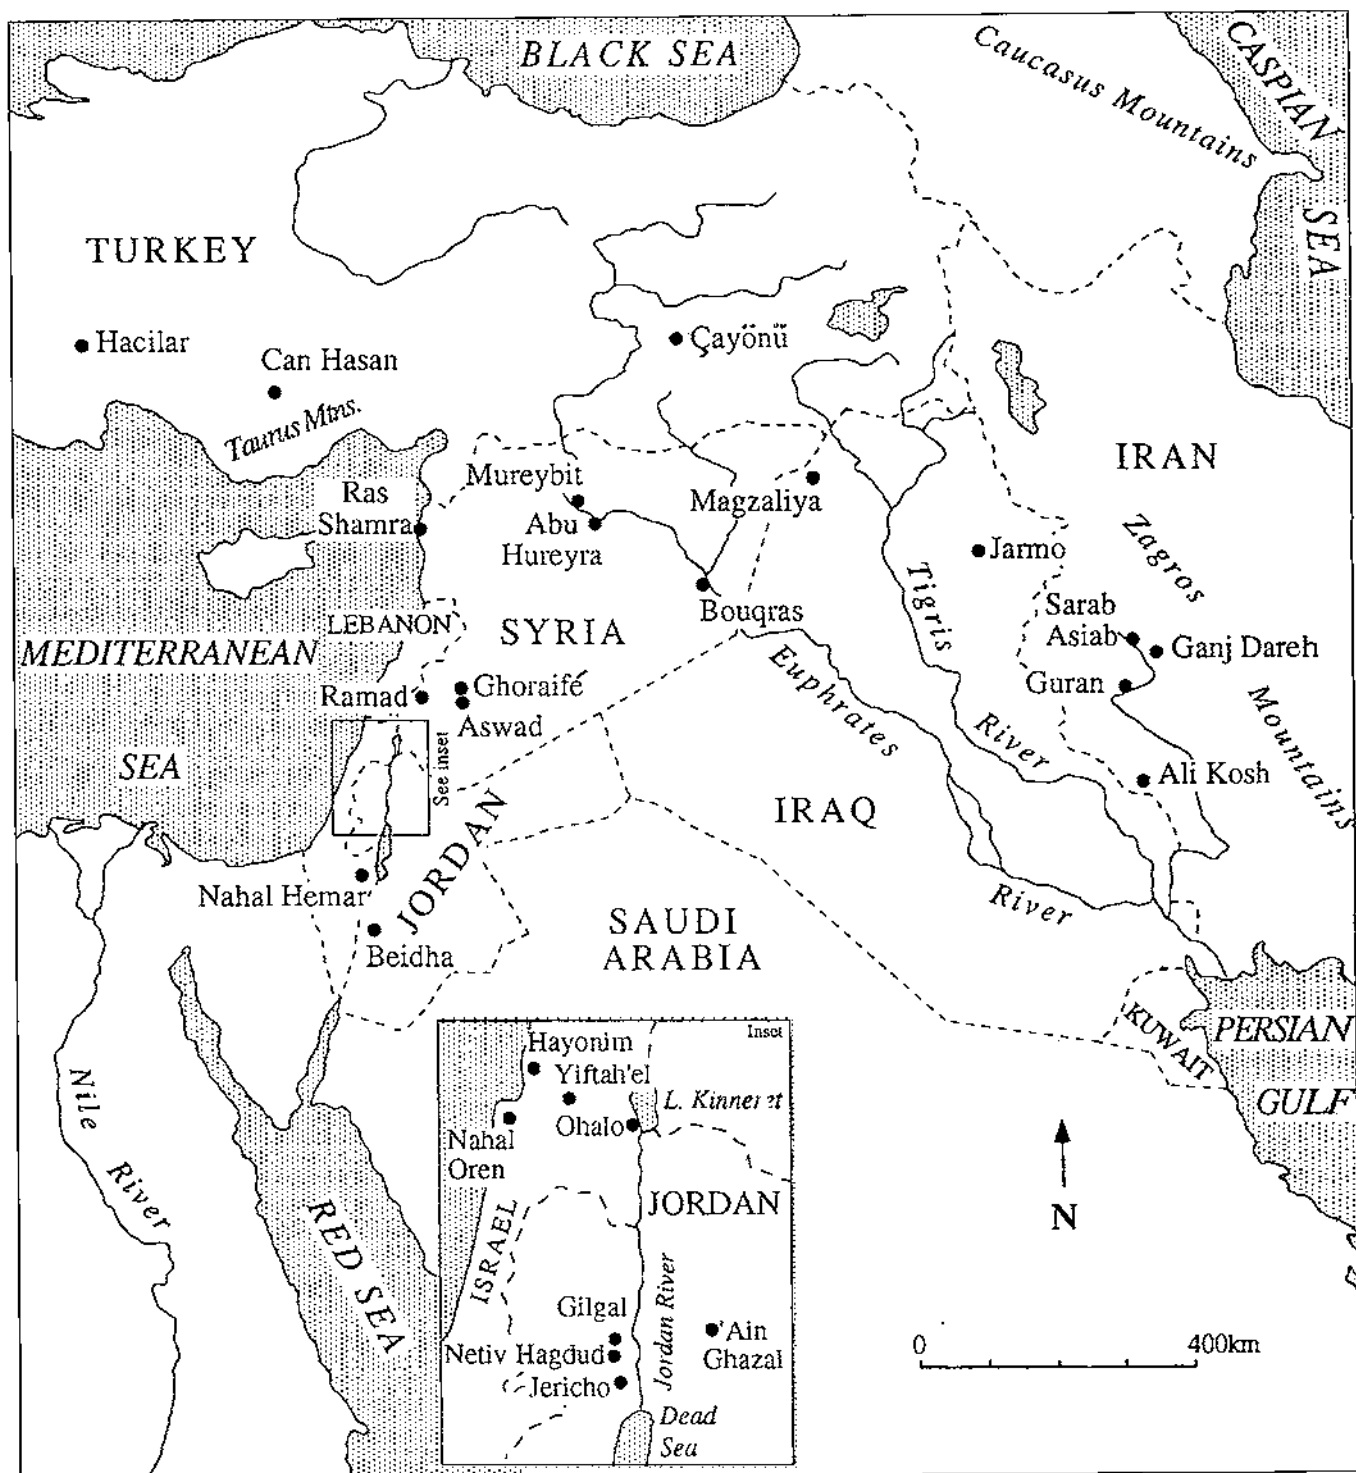 BLACK SEA
Caucasus Mountains
CASPIAN
SEA
TURKEY
Hacilar
Can Hasan
Taurus Mtns.
Çayönü
IRAN
Mureybit
Abu
Hureyra
Magzaliya
Ras
Shamra
Jarmo
Zagros
Mountains
Tigris
River
Sarab
Asiab
Ganj Dareh
Guran
Ali Kosh
Bouqras
LEBANON
SYRIA
MEDITERRANEAN
SEA
Ramad
Ghoraifé
Aswad
See inset
Euphrates
River
IRAQ
JORDAN
Nahal Hemar
Beidha
SAUDI
ARABIA
KUWAIT
PERSIAN
GULF
Nile
River
RED SEA
Inset
Hayonim
Yiftah'el
L. Kinneret
Ohalo
Nahal
Oren
JORDAN
ISRAEL
Jordan River
Gilgal
Netiv Hagdud
Jericho
'Ain
Ghazal
Dead
Sea
N
0 400km